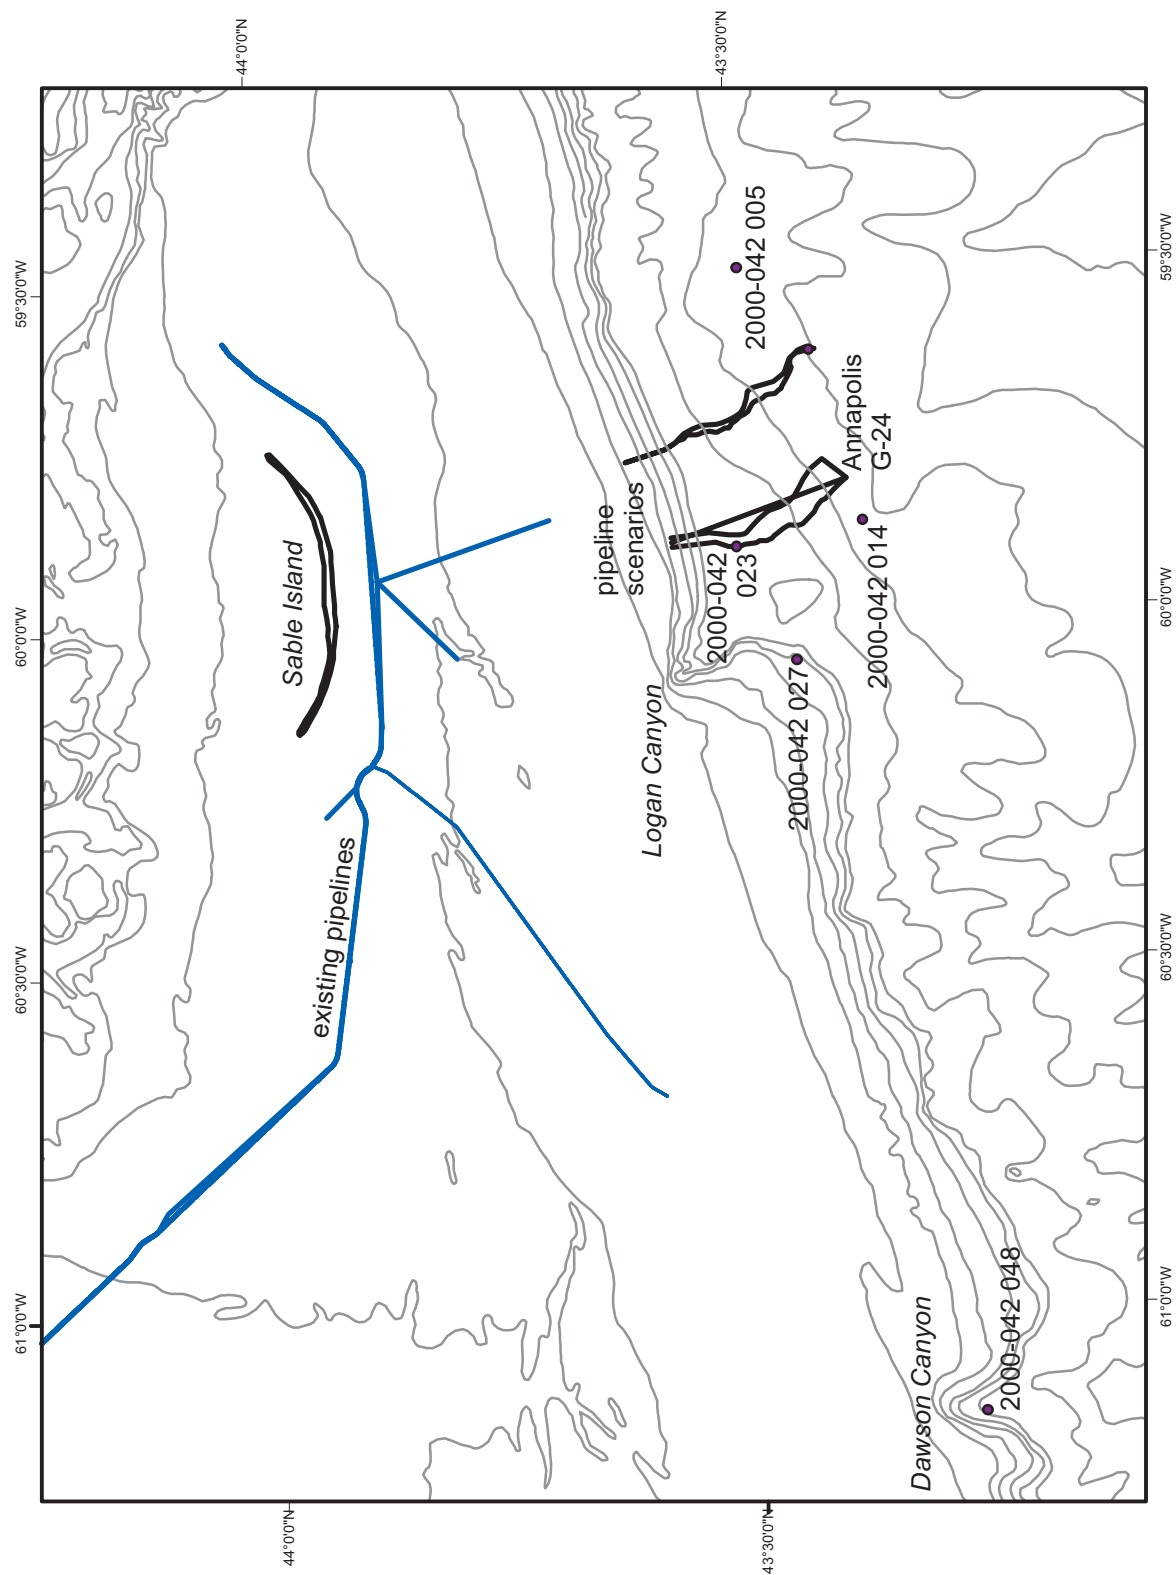 61°0'0"W
60°30'0"W
60°0'0"W
59°30'0"W
44°0'0"N
44°0'0"N
existing pipelines
Sable Island
pipeline
scenarios
Logan Canyon
2000-042
023
2000-042 005
43°30'0"N
43°30'0"N
2000-042 027
Annapolis
G-24
2000-042 014
Dawson Canyon
2000-042 048
61°0'0"W
60°30'0"W
60°0'0"W
59°30'0"W